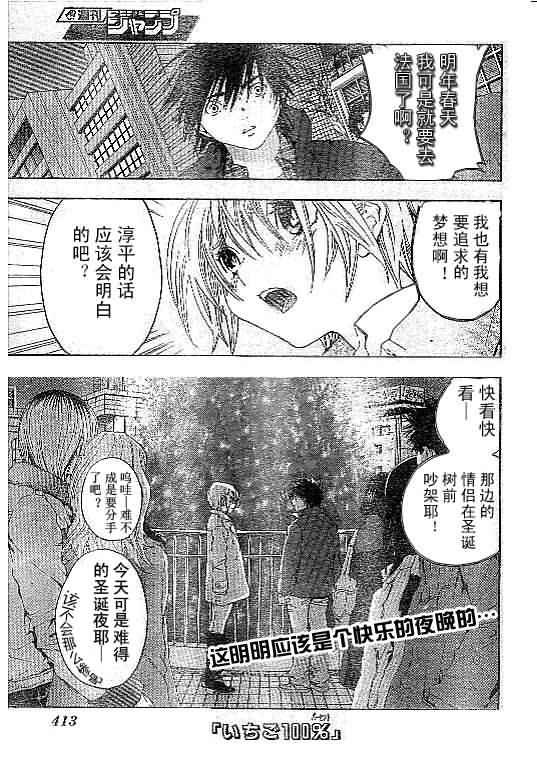 週刊
ジャンプ
明年春天
我可是就要去
法国了啊？
我也有我想
要追求的
梦想啊！
淳平的话
应该会明白
的吧？
快看快
看—
那边的
情侣在圣诞
树前
吵架耶！
呜哇—难不
成是要分手
了吧？
今天可是难得
的圣诞夜耶—
该不会那
这明明应该是个快乐的夜晚的…
413
『いちご100%』